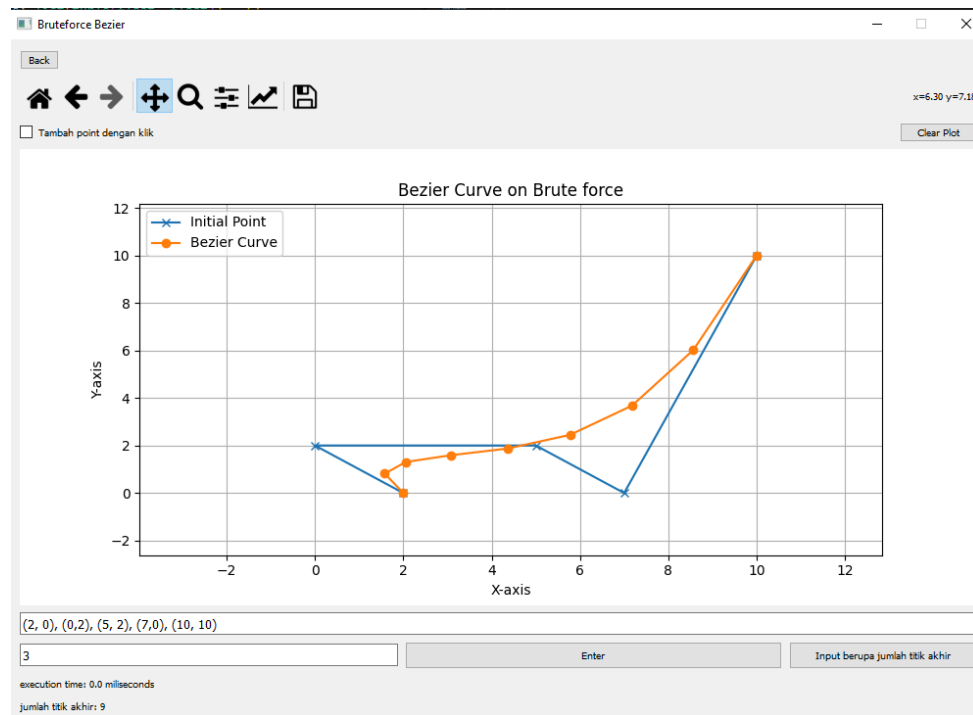 Bruteforce Bezier
Back
x=6.30 y=7.18
Tambah point dengan klik
Clear Plot
Bezier Curve on Brute force
Initial Point
Bezier Curve
12
10
8
6
4
2
0
−2
Y-axis
−2 0 2 4 6 8 10 12
X-axis
(2, 0), (0,2), (5, 2), (7,0), (10, 10)
3 Enter Input berupa jumlah titik akhir
execution time: 0.0 miliseconds
jumlah titik akhir: 9